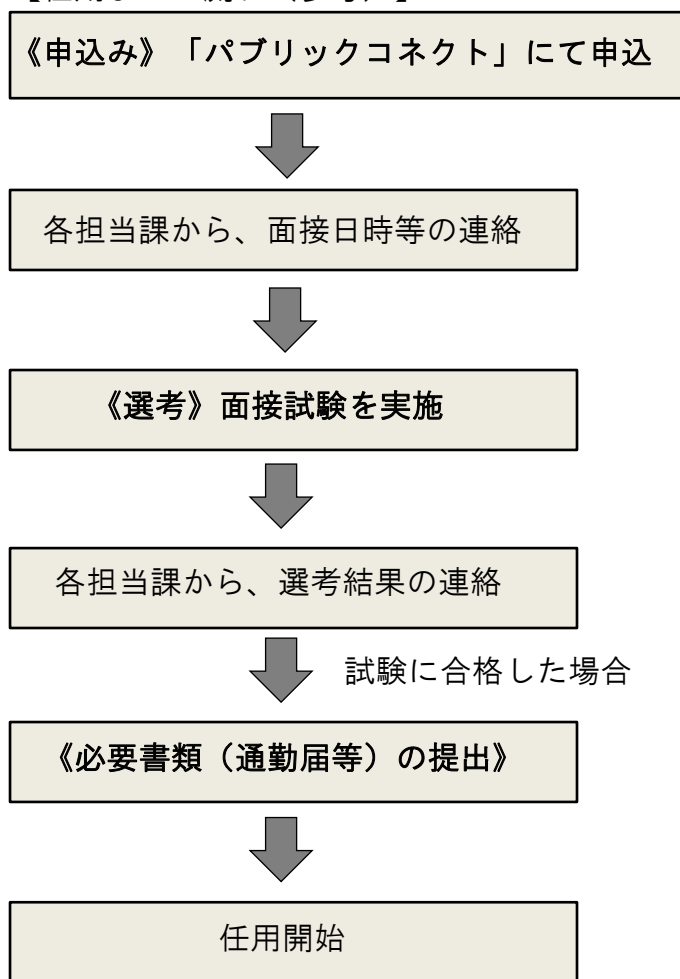 《申込み》「パブリックコネクト」にて申込
各担当課から、面接日時等の連絡
《選考》面接試験を実施
各担当課から、選考結果の連絡
試験に合格した場合
《必要書類（通勤届等）の提出》
任用開始